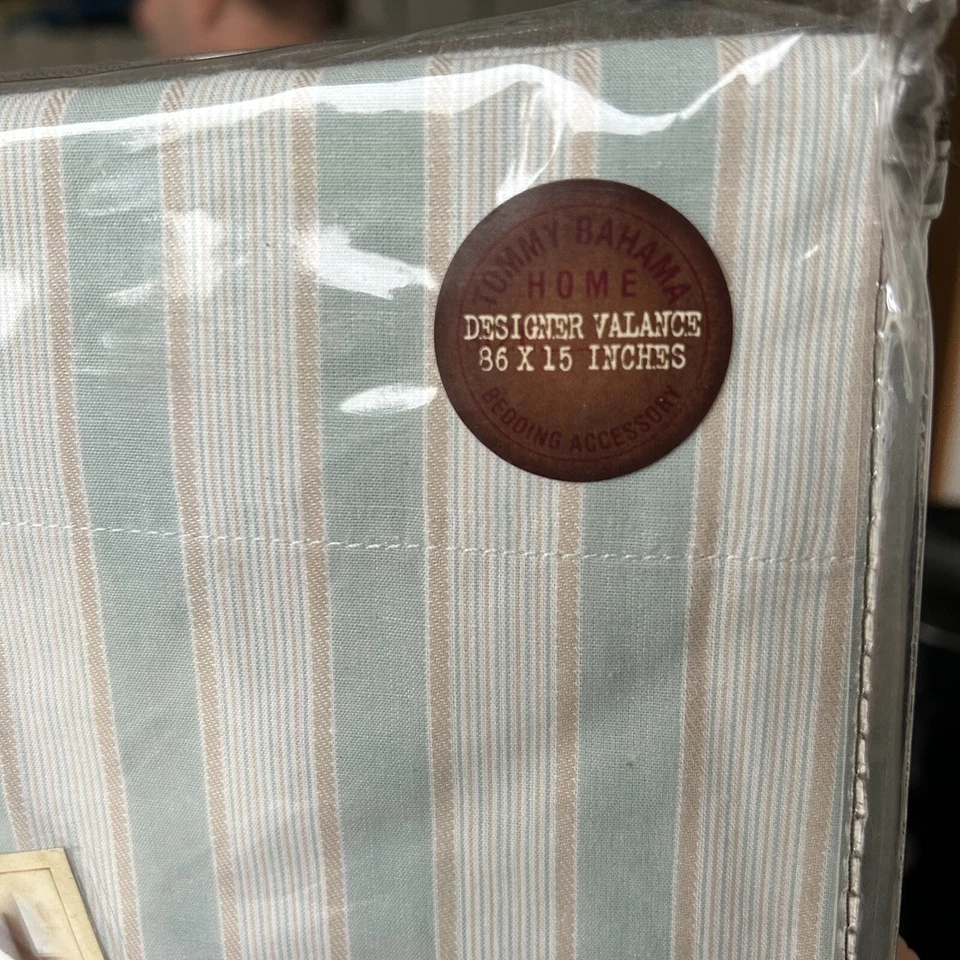 TOMMY BAHAMA
HOME
DESIGNER VALANCE
86 X 15 INCHES
BEDDING ACCESSORY